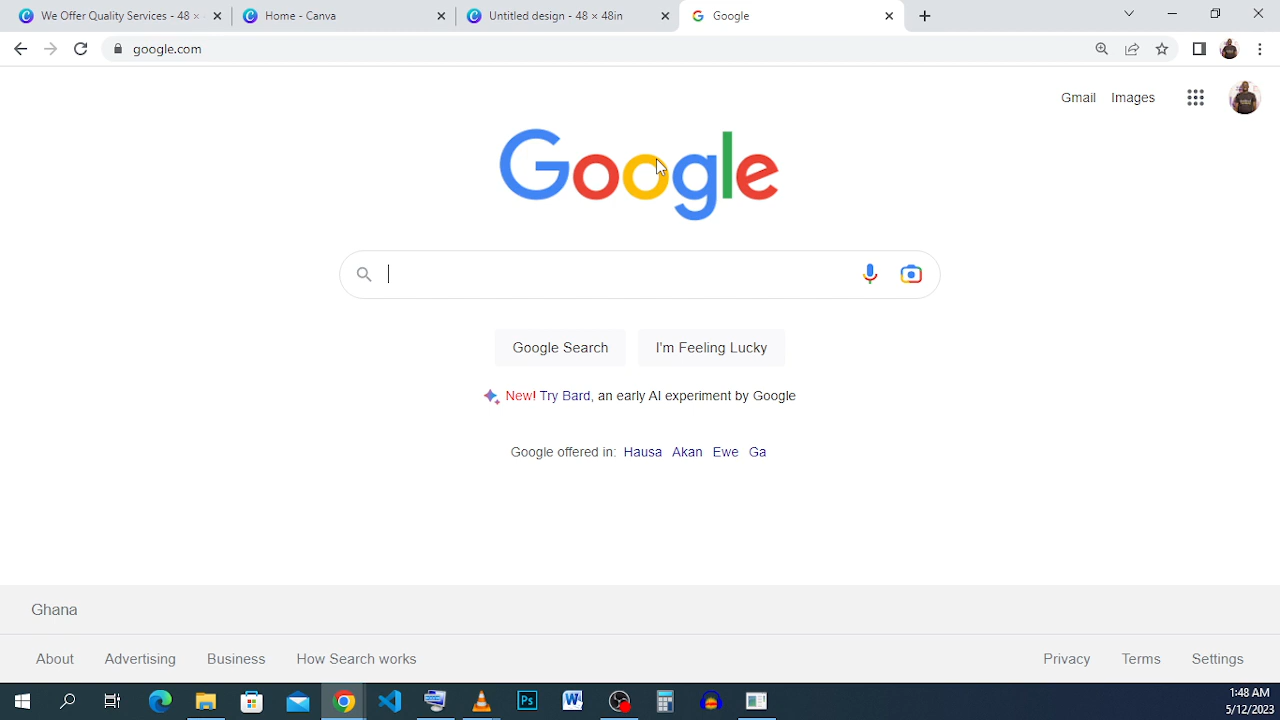 We Offer Quality Services - 48 × Home - Canva Untitled design - 48 × 48in Google
google.com
Gmail Images
Google
Google Search I'm Feeling Lucky
New! Try Bard, an early AI experiment by Google
Google offered in: Hausa Akan Ewe Ga
Ghana
About Advertising Business How Search works Privacy Terms Settings
Ps W
1:48 AM
5/12/2023